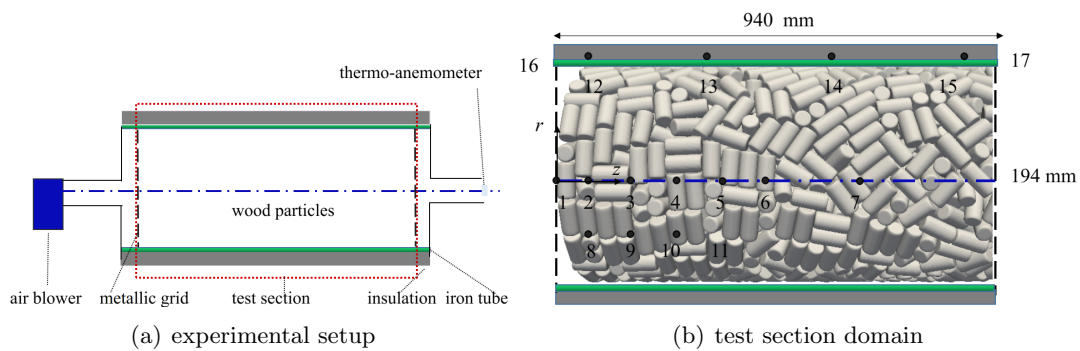 940 mm
16
17
12
13
14
15
thermo-anemometer
r
z
194 mm
wood particles
1
2
3
4
5
6
7
8
9
10
11
air blower
metallic grid
test section
insulation
iron tube
(a) experimental setup
(b) test section domain